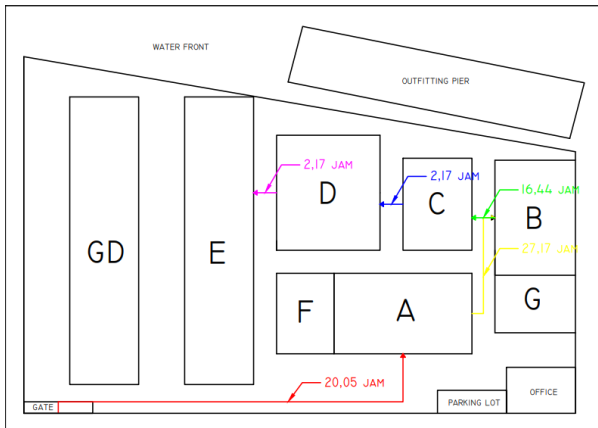 WATER FRONT
OUTFITTING PIER
2,17 JAM
2,17 JAM
16,44 JAM
D
C
B
GD
E
27,17 JAM
F
A
G
20,05 JAM
GATE
PARKING LOT
OFFICE